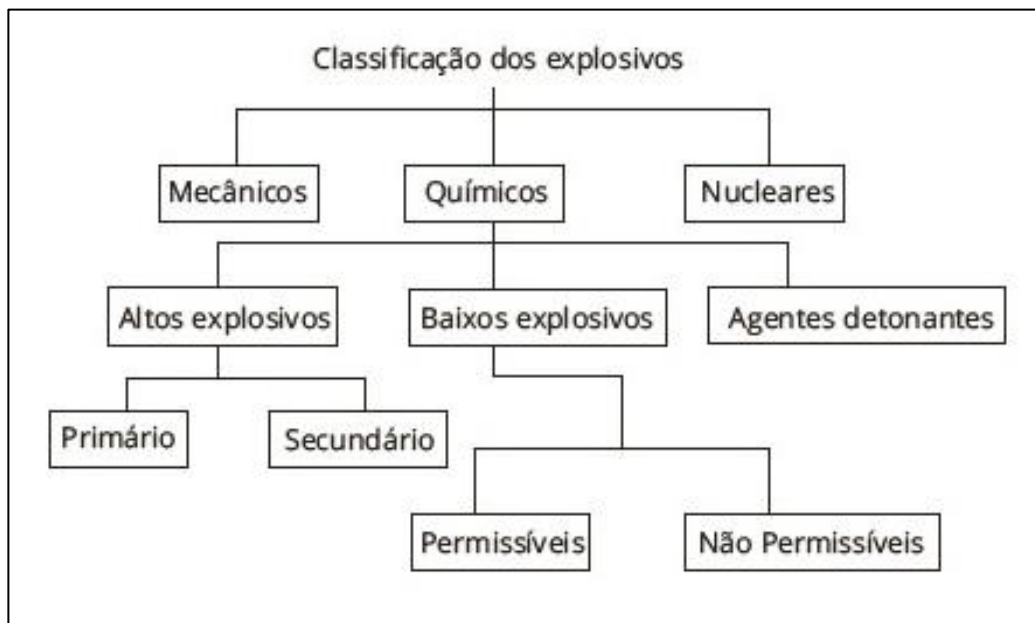 Classificação dos explosivos
Mecânicos
Químicos
Nucleares
Altos explosivos
Baixos explosivos
Agentes detonantes
Primário
Secundário
Permissíveis
Não Permissíveis